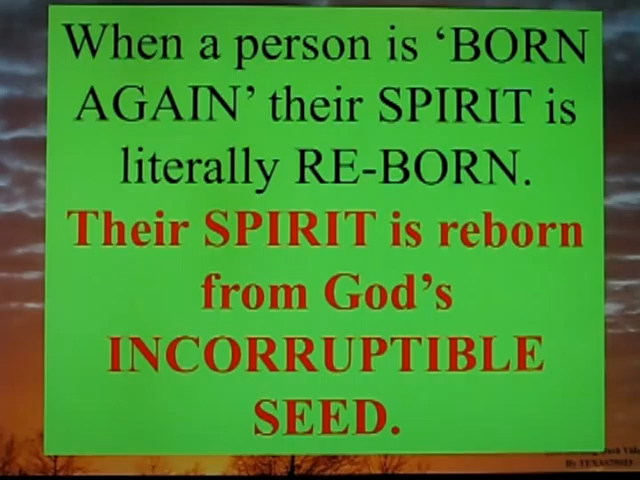 When a person is ‘BORN
AGAIN’ their SPIRIT is
literally RE-BORN.
Their SPIRIT is reborn
from God’s
INCORRUPTIBLE
SEED.